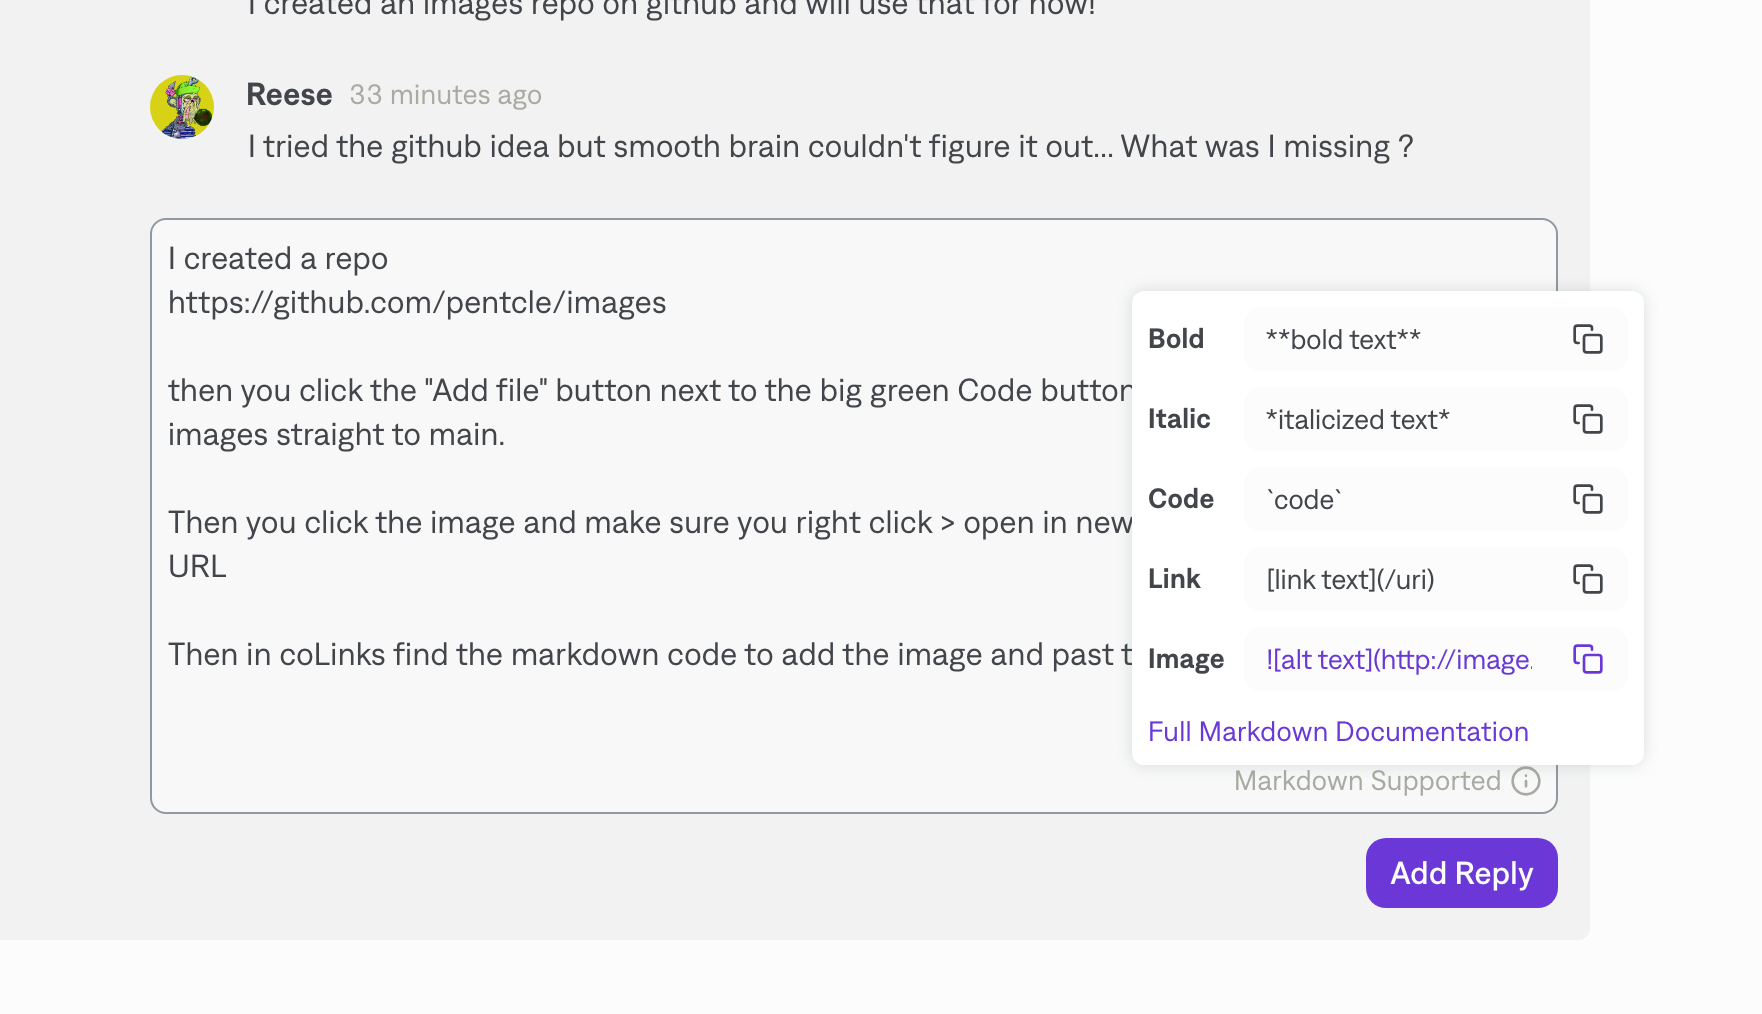 I created an images repo on github and will use that for now!
Reese 33 minutes ago
I tried the github idea but smooth brain couldn't figure it out... What was I missing ?
I created a repo
https://github.com/pentcle/images
then you click the "Add file" button next to the big green Code button
images straight to main.
Then you click the image and make sure you right click > open in new
URL
Then in coLinks find the markdown code to add the image and past
Bold **bold text**
Italic *italicized text*
Code `code`
Link [link text](/uri)
Image ![alt text](http://image.
Full Markdown Documentation
Markdown Supported
Add Reply